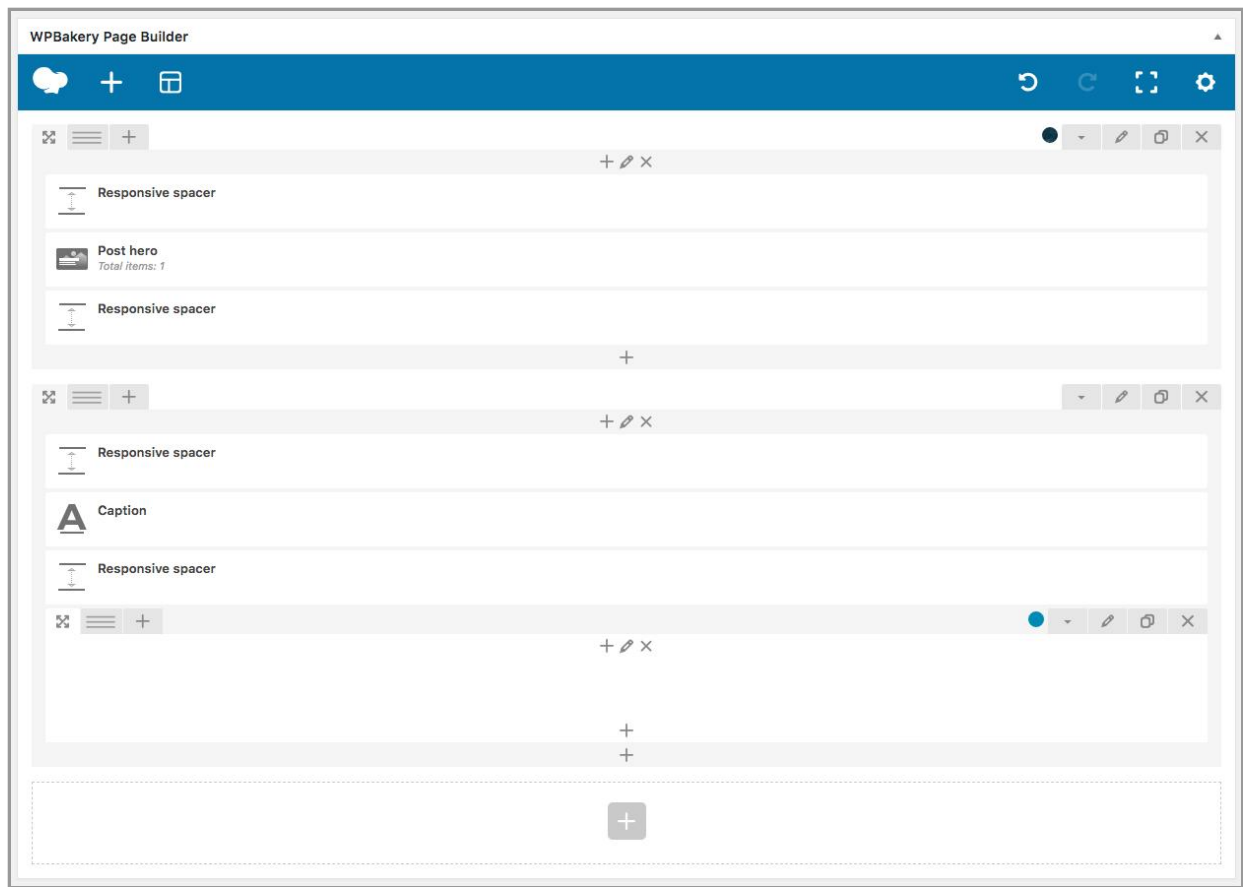 WPBakery Page Builder
Responsive spacer
Post hero
Total items: 1
Responsive spacer
Responsive spacer
Caption
Responsive spacer